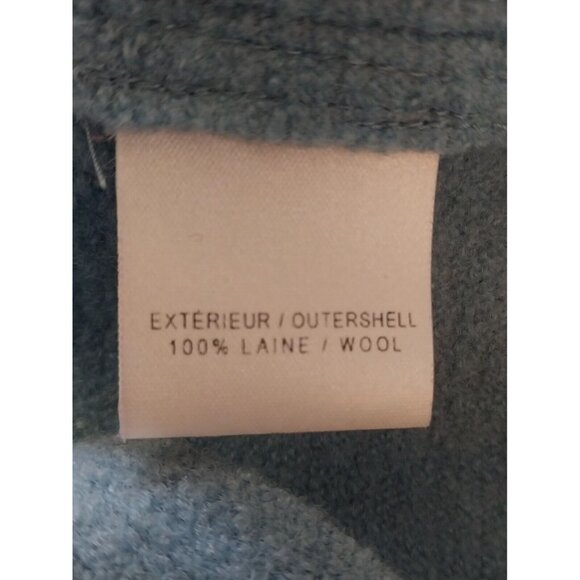 EXTÉRIEUR / OUTERSHELL
100% LAINE / WOOL